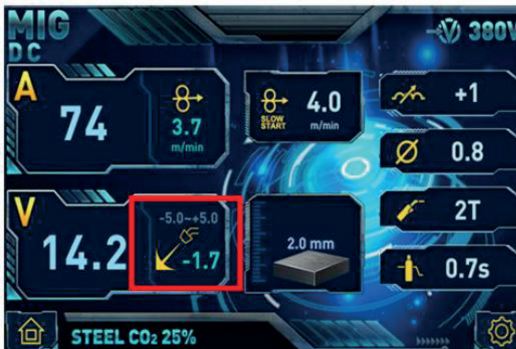 MIG
DC
380V
A
74
3.7
m/min
SLOW
START
4.0
m/min
+1
0.8
V
14.2
-5.0~+5.0
-1.7
2.0 mm
2T
0.7s
STEEL CO₂ 25%